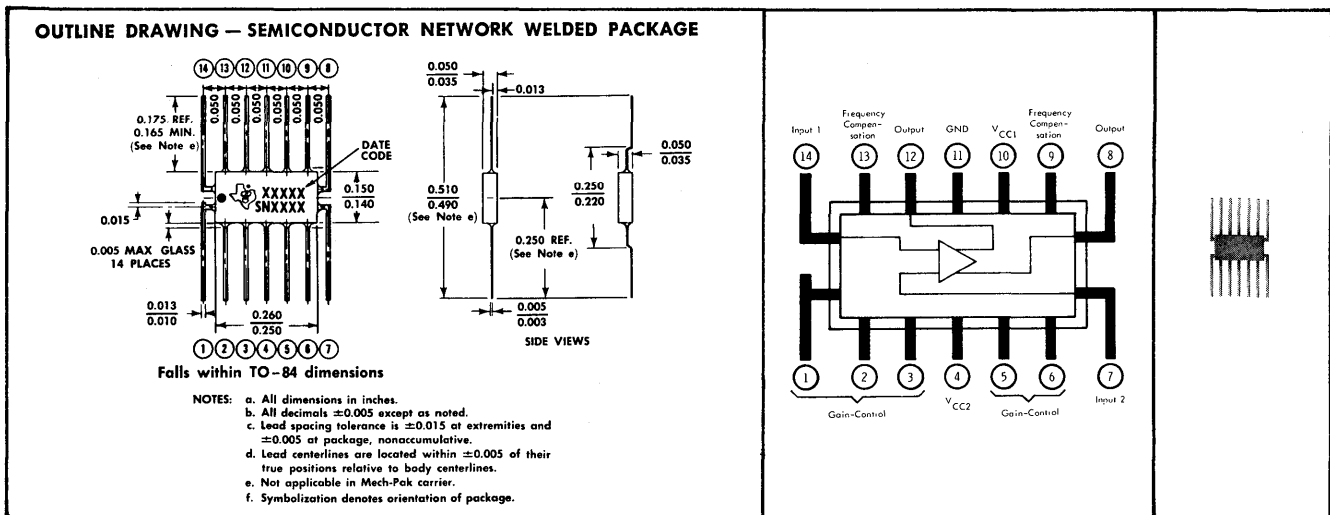 OUTLINE DRAWING — SEMICONDUCTOR NETWORK WELDED PACKAGE
14 13 12 11 10 9 8
0.050 0.050 0.050 0.050 0.050 0.050
0.175 REF.
0.165 MIN.
(See Note e)
DATE
CODE
XXXXX
SNXXXX
0.150
0.140
0.015
0.005 MAX GLASS
14 PLACES
0.013
0.010
0.260
0.250
1 2 3 4 5 6 7
Falls within TO-84 dimensions
0.050
0.035
0.013
0.510
0.490
(See Note e)
0.250 REF.
(See Note e)
0.005
0.003
0.050
0.035
0.250
0.220
SIDE VIEWS
NOTES: a. All dimensions in inches.
b. All decimals ±0.005 except as noted.
c. Lead spacing tolerance is ±0.015 at extremities and
±0.005 at package, nonaccumulative.
d. Lead centerlines are located within ±0.005 of their
true positions relative to body centerlines.
e. Not applicable in Mech-Pak carrier.
f. Symbolization denotes orientation of package.
Input 1
Frequency
Compen-
sation
Output
GND
VCC1
Frequency
Compen-
sation
Output
14 13 12 11 10 9 8
1 2 3 4 5 6 7
Gain-Control
VCC2
Gain-Control
Input 2